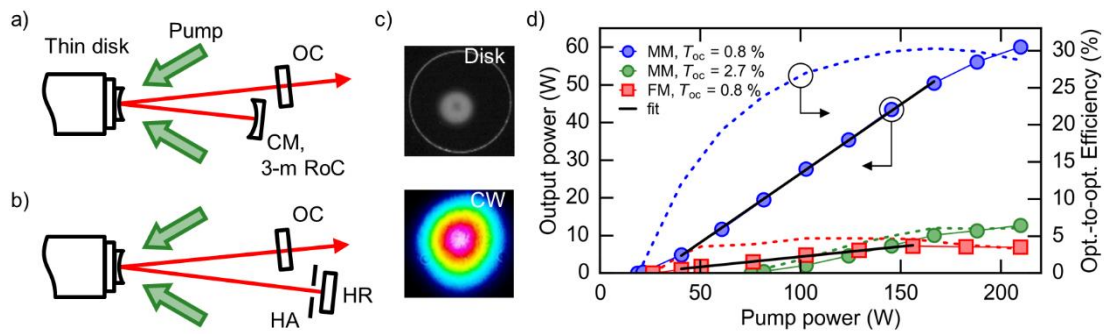 a)
Thin disk
Pump
OC
CM,
3-m RoC
b)
OC
HR
HA
c)
Disk
CW
d)
Output power (W)
60
50
40
30
20
10
0
MM, Toc = 0.8 %
MM, Toc = 2.7 %
FM, Toc = 0.8 %
fit
30
25
20
15
10
5
0
Opt.-to-opt. Efficiency (%)
0 50 100 150 200
Pump power (W)